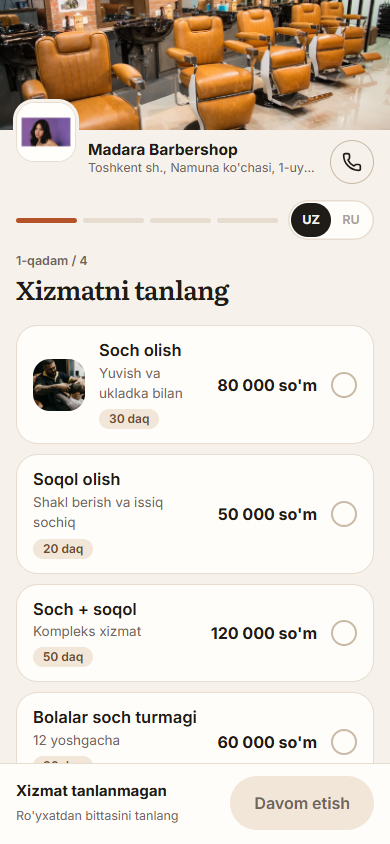 Madara Barbershop
Toshkent sh., Namuna ko'chasi, 1-uy...
UZ
RU
1-qadam / 4
Xizmatni tanlang
Soch olish
Yuvish va
ukladka bilan
30 daq
80 000 so'm
Soqol olish
Shakl berish va issiq
sochiq
20 daq
50 000 so'm
Soch + soqol
Kompleks xizmat
50 daq
120 000 so'm
Bolalar soch turmagi
12 yoshgacha
60 000 so'm
Xizmat tanlanmagan
Ro'yxatdan bittasini tanlang
Davom etish